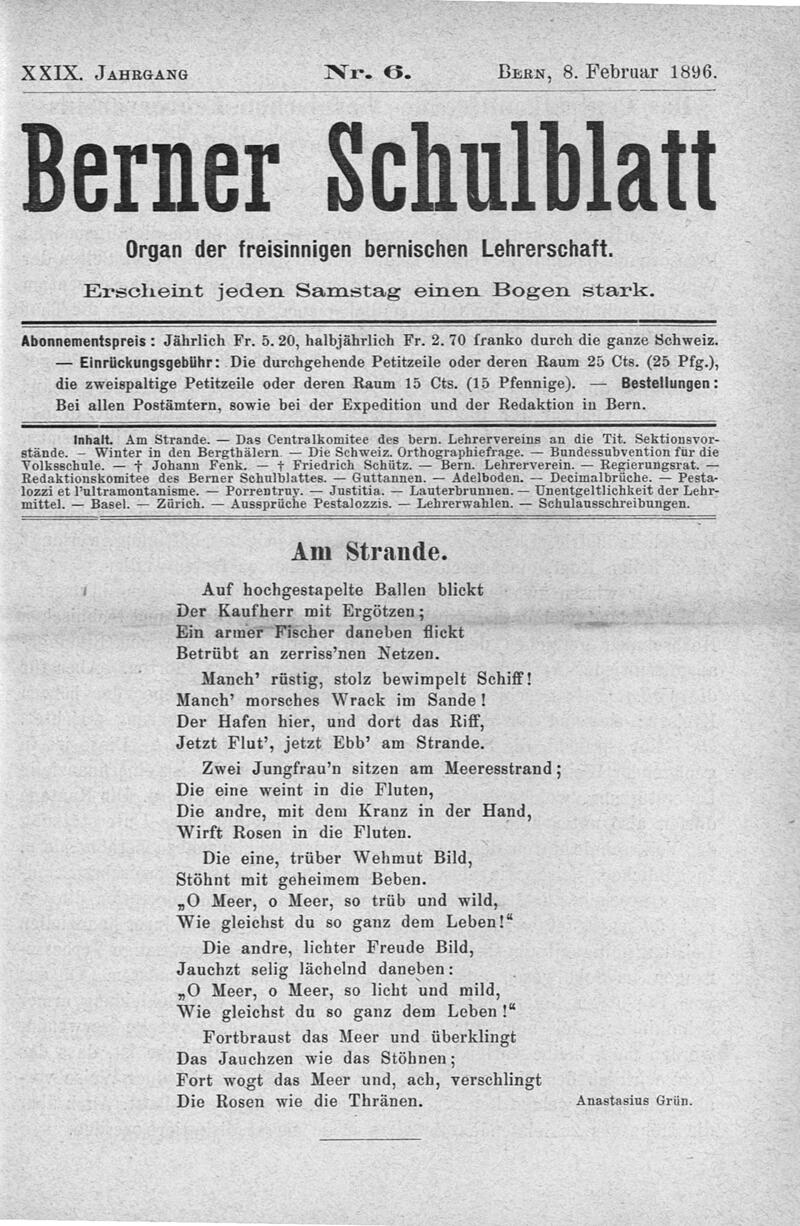 XXIX. Jahrgang Nr. 6. Bern, 8. Februar 1896.
Berner Schulblatt
Organ der freisinnigen bernischen Lehrerschaft.
Erscheint jeden Samstag einen Bogen stark.
Abonnementspreis: Jährlich Fr. 5. 20, halbjährlich Fr. 2. 70 franko durch die ganze Schweiz.
— Einrückungsgebühr: Die durchgehende Petitzeile oder deren Raum 25 Cts. (25 Pfg.),
die zweispaltige Petitzeile oder deren Raum 15 Cts. (15 Pfennige). — Bestellungen:
Bei allen Postämtern, sowie bei der Expedition und der Redaktion in Bern.
Inhalt. Am Strande. — Das Centralkomitee des bern. Lehrervereins an die Tit. Sektionsvor-
stände. — Winter in den Bergthälern. — Die Schweiz. Orthographiefrage. — Bundessubvention für die
Volksschule. — † Johann Fenk. — † Friedrich Schütz. — Bern. Lehrerverein. — Regierungsrat. —
Redaktionskomitee des Berner Schulblattes. — Guttannen. — Adelboden. — Decimalbrüche. — Pesta-
lozzi et l'ultramontanisme. — Porrentruy. — Justitia. — Lauterbrunnen. — Unentgeltlichkeit der Lehr-
mittel. — Basel. — Zürich. — Aussprüche Pestalozzis. — Lehrerwahlen. — Schulausschreibungen.
Am Strande.
Auf hochgestapelte Ballen blickt
Der Kaufherr mit Ergötzen;
Ein armer Fischer daneben flickt
Betrübt an zerriss'nen Netzen.
Manch' rüstig, stolz bewimpelt Schiff!
Manch' morsches Wrack im Sande!
Der Hafen hier, und dort das Riff,
Jetzt Flut', jetzt Ebb' am Strande.
Zwei Jungfrau'n sitzen am Meeresstrand;
Die eine weint in die Fluten,
Die andre, mit dem Kranz in der Hand,
Wirft Rosen in die Fluten.
Die eine, trüber Wehmut Bild,
Stöhnt mit geheimem Beben.
„O Meer, o Meer, so trüb und wild,
Wie gleichst du so ganz dem Leben!“
Die andre, lichter Freude Bild,
Jauchzt selig lächelnd daneben:
„O Meer, o Meer, so licht und mild,
Wie gleichst du so ganz dem Leben!“
Fortbraust das Meer und überklingt
Das Jauchzen wie das Stöhnen;
Fort wogt das Meer und, ach, verschlingt
Die Rosen wie die Thränen. Anastasius Grün.